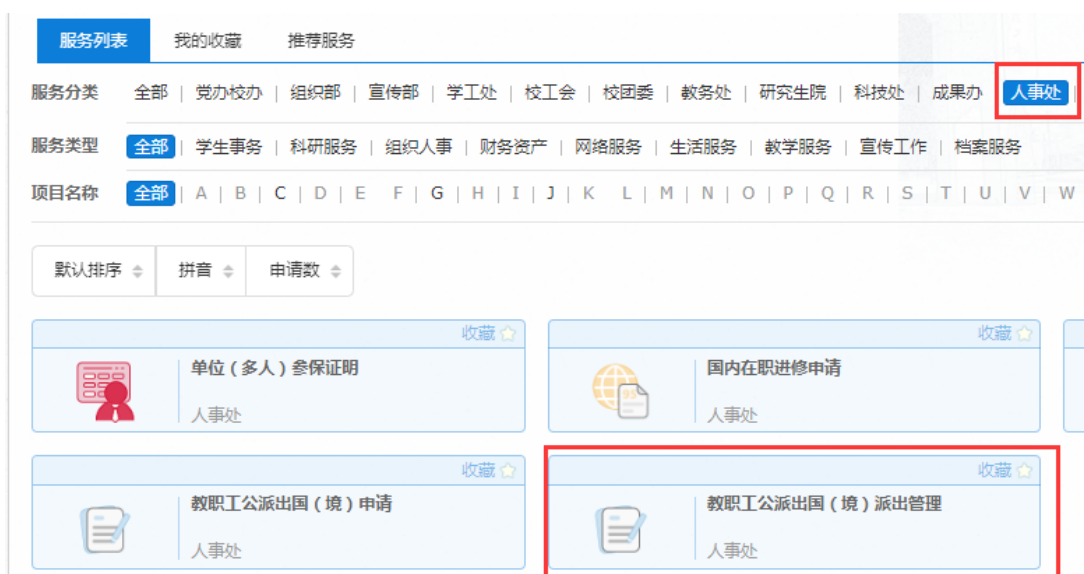 服务列表 我的收藏 推荐服务
服务分类 全部 | 党办校办 | 组织部 | 宣传部 | 学工处 | 校工会 | 校团委 | 教务处 | 研究生院 | 科技处 | 成果办 人事处 |
服务类型 全部 | 学生事务 | 科研服务 | 组织人事 | 财务资产 | 网络服务 | 生活服务 | 教学服务 | 宣传工作 | 档案服务
项目名称 全部 | A | B | C | D | E F | G | H | I | J | K L | M | N | O | P | Q | R | S | T | U | V | W
默认排序 拼音 申请数
收藏 收藏
单位（多人）参保证明 国内在职进修申请
人事处 人事处
收藏 收藏
教职工公派出国（境）申请 教职工公派出国（境）派出管理
人事处 人事处